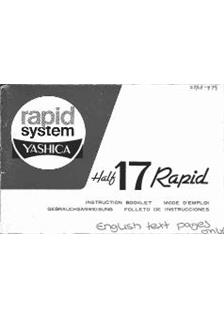 rapid
system
YASHICA
Half 17 Rapid
INSTRUCTION BOOKLET MODE D'EMPLOI
GEBRAUCHSANWEISUNG FOLLETO DE INSTRUCCIONES
English text pages
only